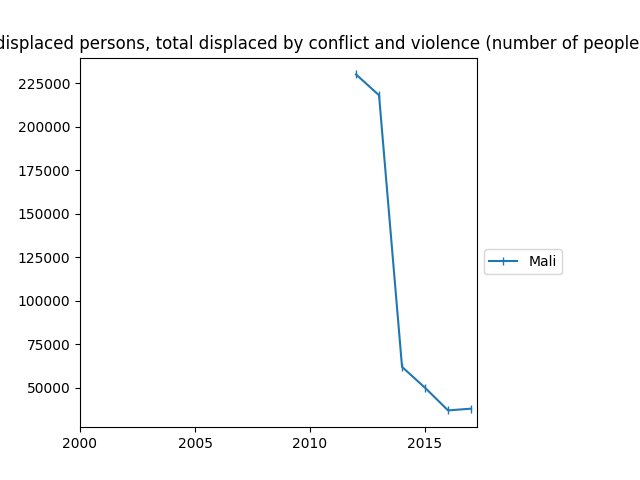 displaced persons, total displaced by conflict and violence (number of people
225000
200000
175000
150000
125000
100000
75000
50000
2000 2005 2010 2015
Mali